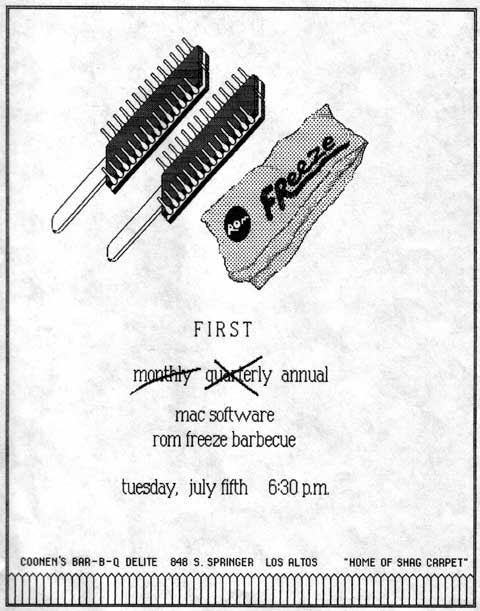 ROM FReeze
FIRST
monthly quarterly annual
mac software
rom freeze barbecue
tuesday, july fifth 6:30 p.m.
COONEN'S BAR-B-Q DELITE 848 S. SPRINGER LOS ALTOS "HOME OF SHAG CARPET"